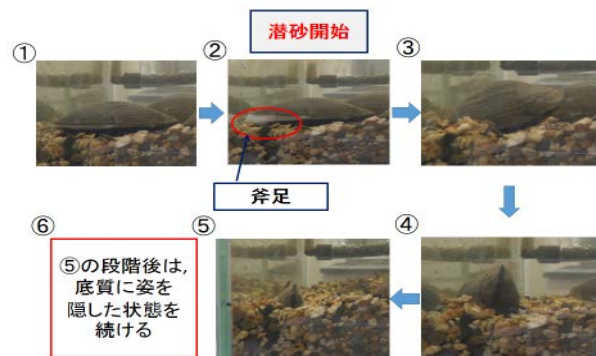 潜砂開始
①
②
③
斧足
⑥
⑤の段階後は,
底質に姿を
隠した状態を
続ける
⑤
④